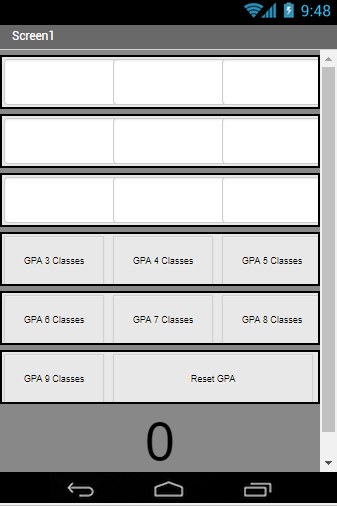 9:48
Screen1
GPA 3 Classes GPA 4 Classes GPA 5 Classes
GPA 6 Classes GPA 7 Classes GPA 8 Classes
GPA 9 Classes Reset GPA
0